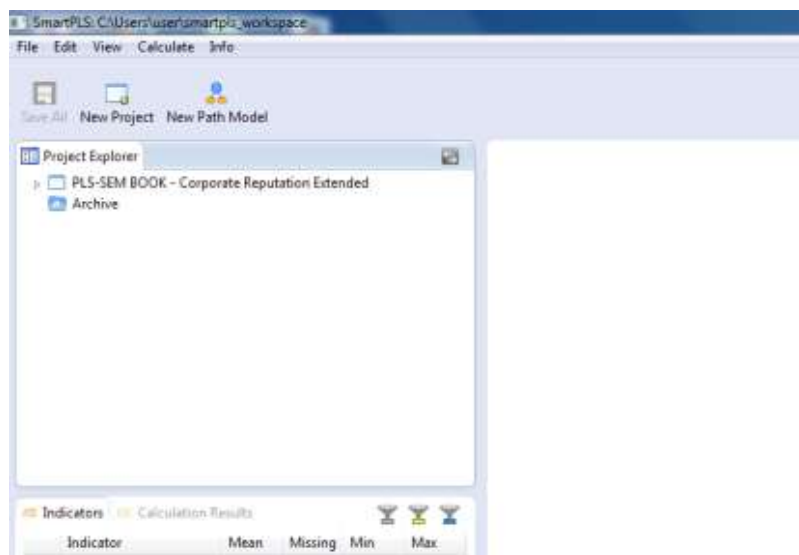 SmartPLS: C:\Users\user\smartpls_workspace
File Edit View Calculate Info
Save All New Project New Path Model
Project Explorer
PLS-SEM BOOK - Corporate Reputation Extended
Archive
Indicators Calculation Results
Indicator Mean Missing Min Max